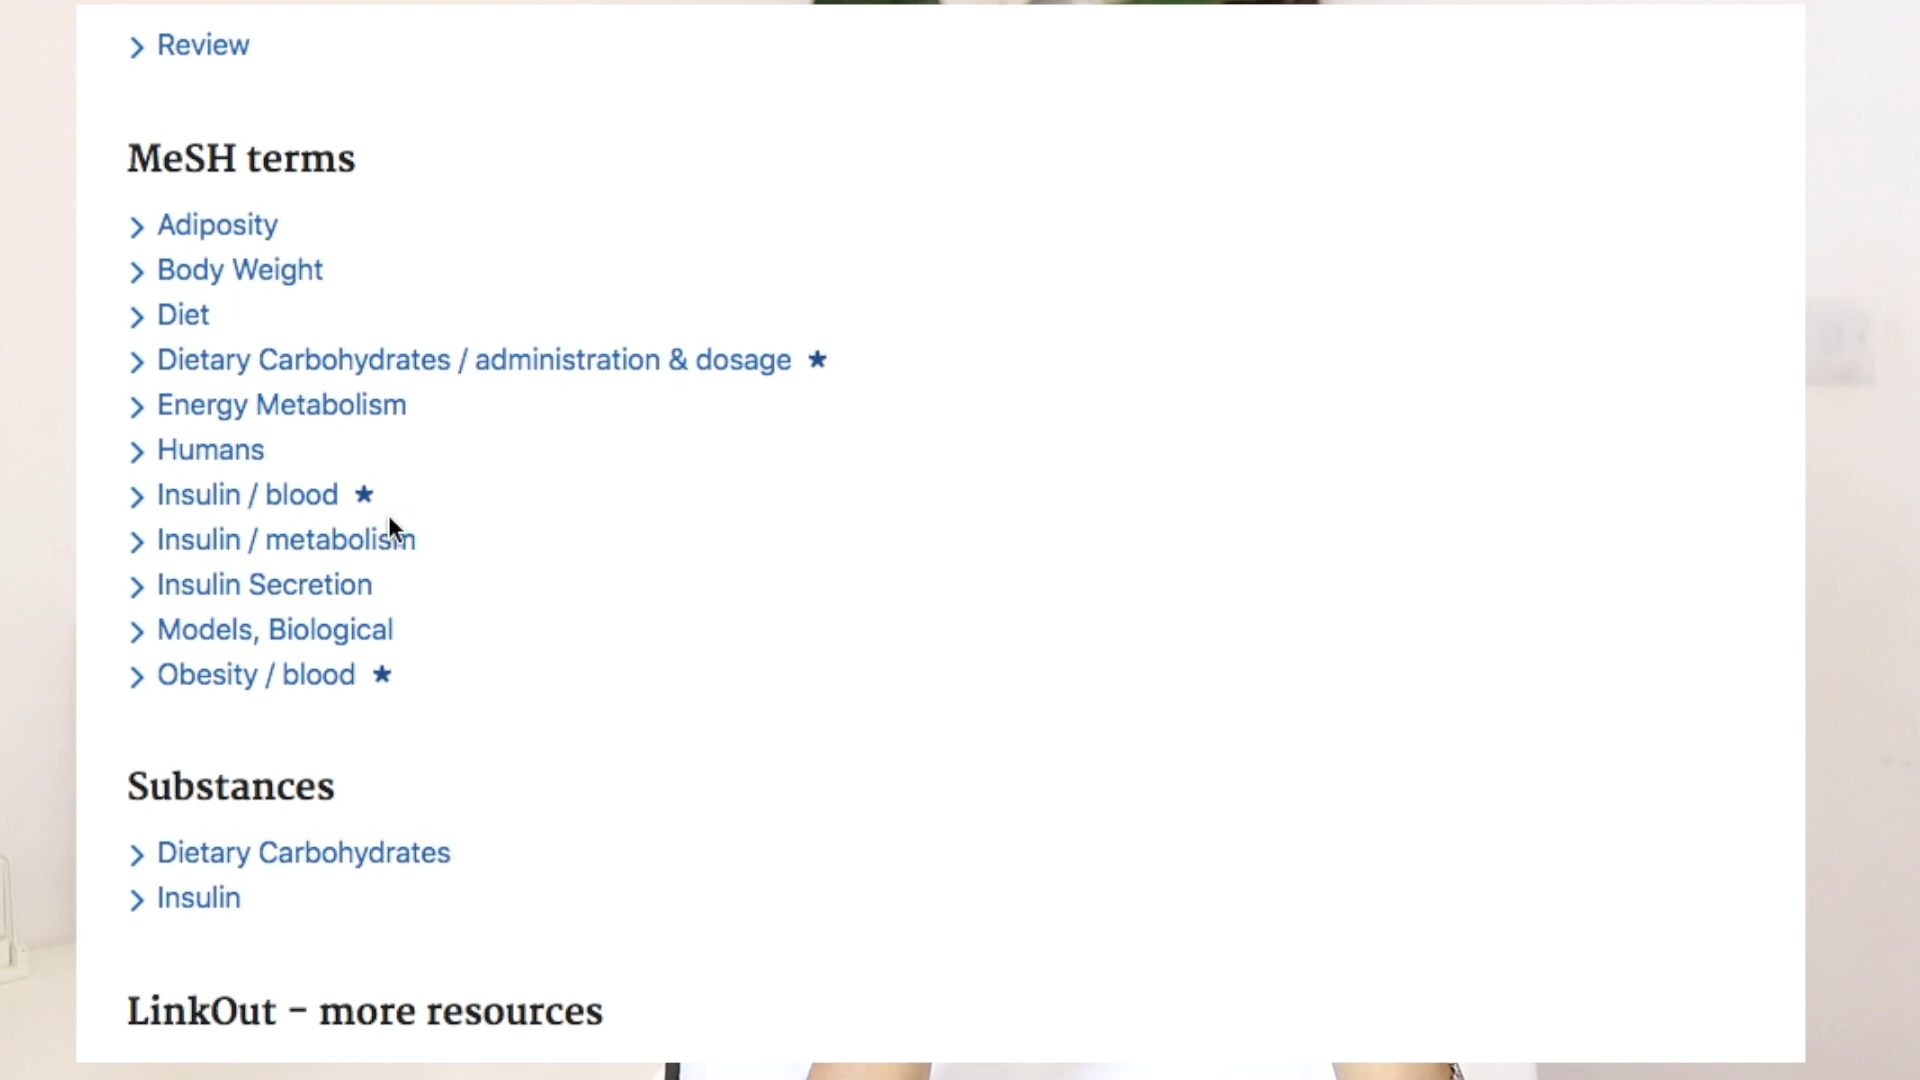 Review
MeSH terms
Adiposity
Body Weight
Diet
Dietary Carbohydrates / administration & dosage ★
Energy Metabolism
Humans
Insulin / blood ★
Insulin / metabolism
Insulin Secretion
Models, Biological
Obesity / blood ★
Substances
Dietary Carbohydrates
Insulin
LinkOut - more resources